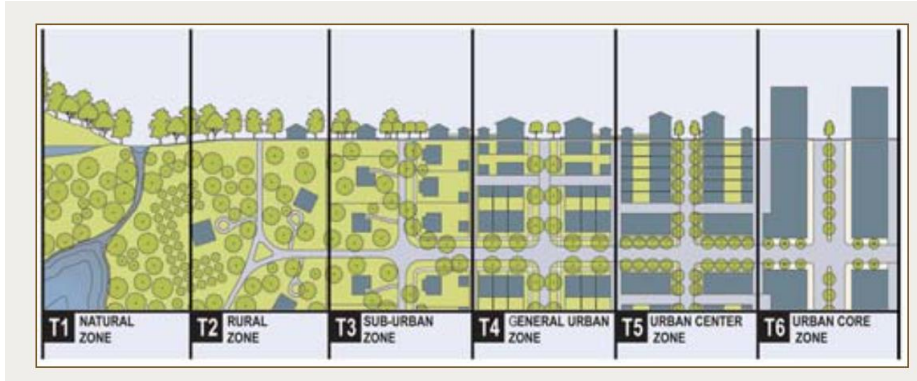 T1 NATURAL
ZONE
T2 RURAL
ZONE
T3 SUB-URBAN
ZONE
T4 GENERAL URBAN
ZONE
T5 URBAN CENTER
ZONE
T6 URBAN CORE
ZONE